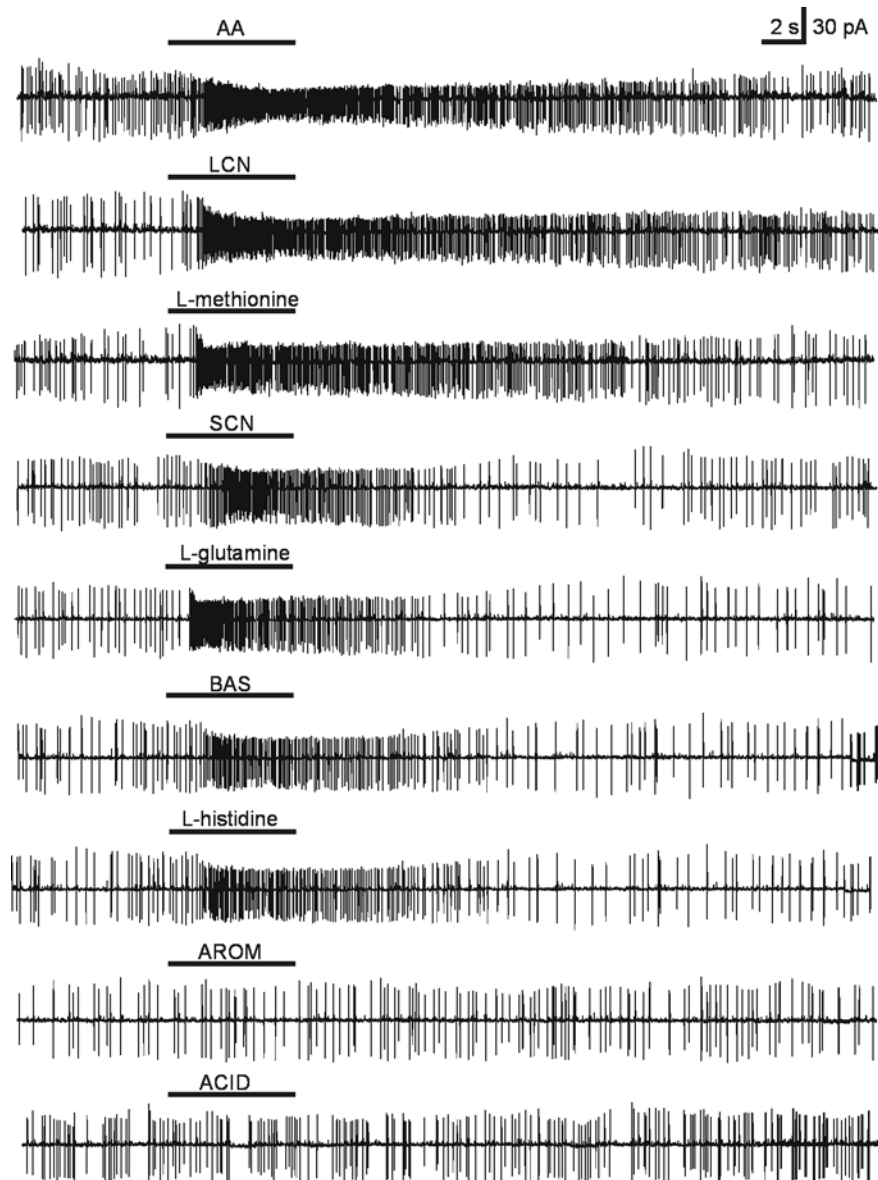 AA
2 s 30 pA
LCN
L-methionine
SCN
L-glutamine
BAS
L-histidine
AROM
ACID